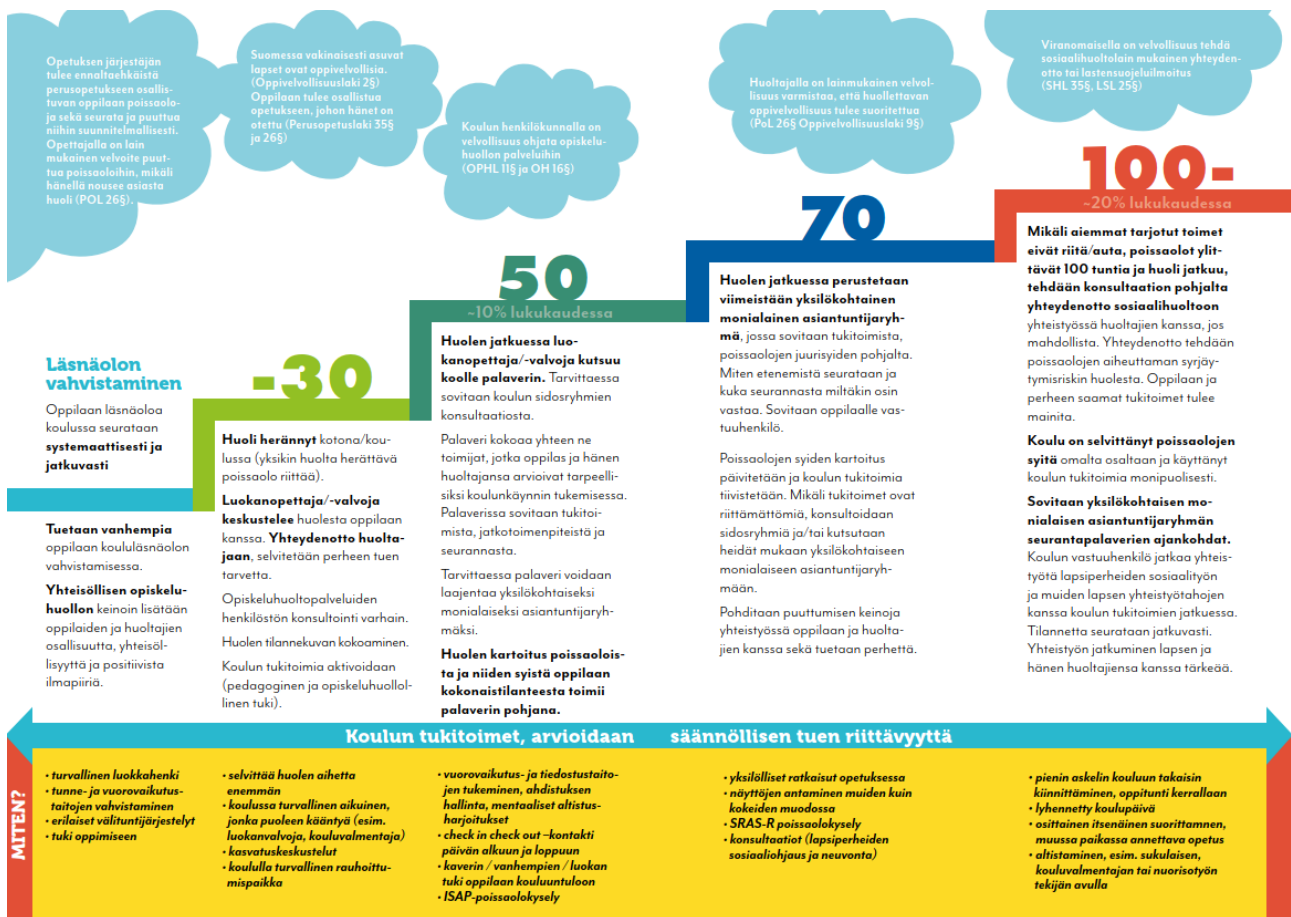 Opetuksen järjestäjän
tulee ennaltaehkäistä
perusopetukseen osallis-
tuvan oppilaan poissaolo-
ja sekä seurata ja puuttua
niihin suunnitelmallisesti.
Opettajalla on lain
mukainen velvoite puut-
tua poissaoloihin, mikäli
hänellä nousee asiasta
huoli (POL 26§).
Suomessa vakinaisesti asuvat
lapset ovat oppivelvollisia.
(Oppivelvollisuuslaki 2§)
Oppilaan tulee osallistua
opetukseen, johon hänet on
otettu (Perusopetuslaki 35§
ja 26§)
Koulun henkilökunnalla on
velvollisuus ohjata opiskelu-
huollon palveluihin
(OPHL 11§ ja OH 16§)
Huoltajalla on lainmukainen velvol-
lisuus varmistaa, että huollettavan
oppivelvollisuus tulee suoritettua
(PoL 26§ Oppivelvollisuuslaki 9§)
Viranomaisella on velvollisuus tehdä
sosiaalihuoltolain mukainen yhteyden-
otto tai lastensuojeluilmoitus
(SHL 35§, LSL 25§)
Läsnäolon
vahvistaminen
Oppilaan läsnäoloa
koulussa seurataan
systemaattisesti ja
jatkuvasti
Tuetaan vanhempia
oppilaan koululäsnäolon
vahvistamisessa.
Yhteisöllisen opiskelu-
huollon keinoin lisätään
oppilaiden ja huoltajien
osallisuutta, yhteisöl-
lisyyttä ja positiivista
ilmapiiriä.
-30
Huoli herännyt kotona/kou-
lussa (yksikin huolta herättävä
poissaolo riittää).
Luokanopettaja/-valvoja
keskustelee huolesta oppilaan
kanssa. Yhteydenotto huolta-
jaan, selvitetään perheen tuen
tarvetta.
Opiskeluhuoltopalveluiden
henkilöstön konsultointi varhain.
Huolen tilannekuvan kokoaminen.
Koulun tukitoimia aktivoidaan
(pedagoginen ja opiskeluhuollol-
linen tuki).
50
~10% lukukaudessa
Huolen jatkuessa luo-
kanopettaja/-valvoja kutsuu
koolle palaverin. Tarvittaessa
sovitaan koulun sidosryhmien
konsultaatiosta.
Palaveri kokoaa yhteen ne
toimijat, jotka oppilas ja hänen
huoltajansa arvioivat tarpeelli-
siksi koulunkäynnin tukemisessa.
Palaverissa sovitaan tukitoi-
mista, jatkotoimenpiteistä ja
seurannasta.
Tarvittaessa palaveri voidaan
laajentaa yksilökohtaiseksi
monialaiseksi asiantuntijaryh-
mäksi.
Huolen kartoitus poissaolois-
ta ja niiden syistä oppilaan
kokonaistilanteesta toimii
palaverin pohjana.
70
Huolen jatkuessa perustetaan
viimeistään yksilökohtainen
monialainen asiantuntijaryh-
mä, jossa sovitaan tukitoimista,
poissaolojen juurisyiden pohjalta.
Miten etenemistä seurataan ja
kuka seurannasta miltäkin osin
vastaa. Sovitaan oppilaalle vas-
tuuhenkilö.
Poissaolojen syiden kartoitus
päivitetään ja koulun tukitoimia
tiivistetään. Mikäli tukitoimet ovat
riittämättömiä, konsultoidaan
sidosryhmiä ja/tai kutsutaan
heidät mukaan yksilökohtaiseen
monialaiseen asiantuntijaryh-
mään.
Pohditaan puuttumisen keinoja
yhteistyössä oppilaan ja huolta-
jien kanssa sekä tuetaan perhettä.
100-
~20% lukukaudessa
Mikäli aiemmat tarjotut toimet
eivät riitä/auta, poissaolot ylit-
tävät 100 tuntia ja huoli jatkuu,
tehdään konsultaation pohjalta
yhteydenotto sosiaalihuoltoon
yhteistyössä huoltajien kanssa, jos
mahdollista. Yhteydenotto tehdään
poissaolojen aiheuttaman syrjäy-
tymisriskin huolesta. Oppilaan ja
perheen saamat tukitoimet tulee
mainita.
Koulu on selvittänyt poissaolojen
syitä omalta osaltaan ja käyttänyt
koulun tukitoimia monipuolisesti.
Sovitaan yksilökohtaisen mo-
nialaisen asiantuntijaryhmän
seurantapalaverien ajankohdat.
Koulun vastuuhenkilö jatkaa yhteis-
työtä lapsiperheiden sosiaalityön
ja muiden lapsen yhteistyötahojen
kanssa koulun tukitoimien jatkuessa.
Tilannetta seurataan jatkuvasti.
Yhteistyön jatkuminen lapsen ja
hänen huoltajiensa kanssa tärkeää.
Koulun tukitoimet, arvioidaan säännöllisen tuen riittävyyttä
MITEN?
• turvallinen luokkahenki
• tunne- ja vuorovaikutus-
taitojen vahvistaminen
• erilaiset välituntijärjestelyt
• tuki oppimiseen
• selvittää huolen aihetta
enemmän
• koulussa turvallinen aikuinen,
jonka puoleen kääntyä (esim.
luokanvalvoja, kouluvalmentaja)
• kasvatuskeskustelut
• koululla turvallinen rauhoittu-
mispaikka
• vuorovaikutus- ja tiedostustaito-
jen tukeminen, ahdistuksen
hallinta, mentaaliset altistus-
harjoitukset
• check in check out –kontakti
päivän alkuun ja loppuun
• kaverin / vanhempien / luokan
tuki oppilaan kouluuntuloon
• ISAP-poissaolokysely
• yksilölliset ratkaisut opetuksessa
• näyttöjen antaminen muiden kuin
kokeiden muodossa
• SRAS-R poissaolokysely
• konsultaatiot (lapsiperheiden
sosiaaliohjaus ja neuvonta)
• pienin askelin kouluun takaisin
kiinnittäminen, oppitunti kerrallaan
• lyhennetty koulupäivä
• osittainen itsenäinen suorittamnen,
muussa paikassa annettava opetus
• altistaminen, esim. sukulaisen,
kouluvalmentajan tai nuorisotyön
tekijän avulla